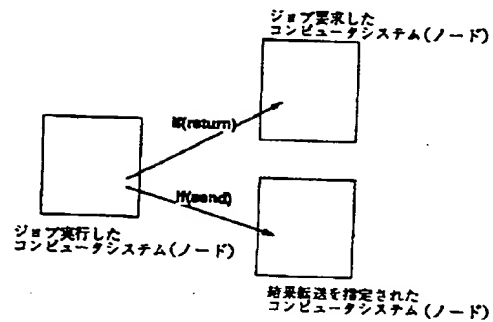 ジョブ要求した
コンピュータシステム(ノード)
if(return)
if(send)
ジョブ実行した
コンピュータシステム(ノード)
結果転送を指定された
コンピュータシステム(ノード)